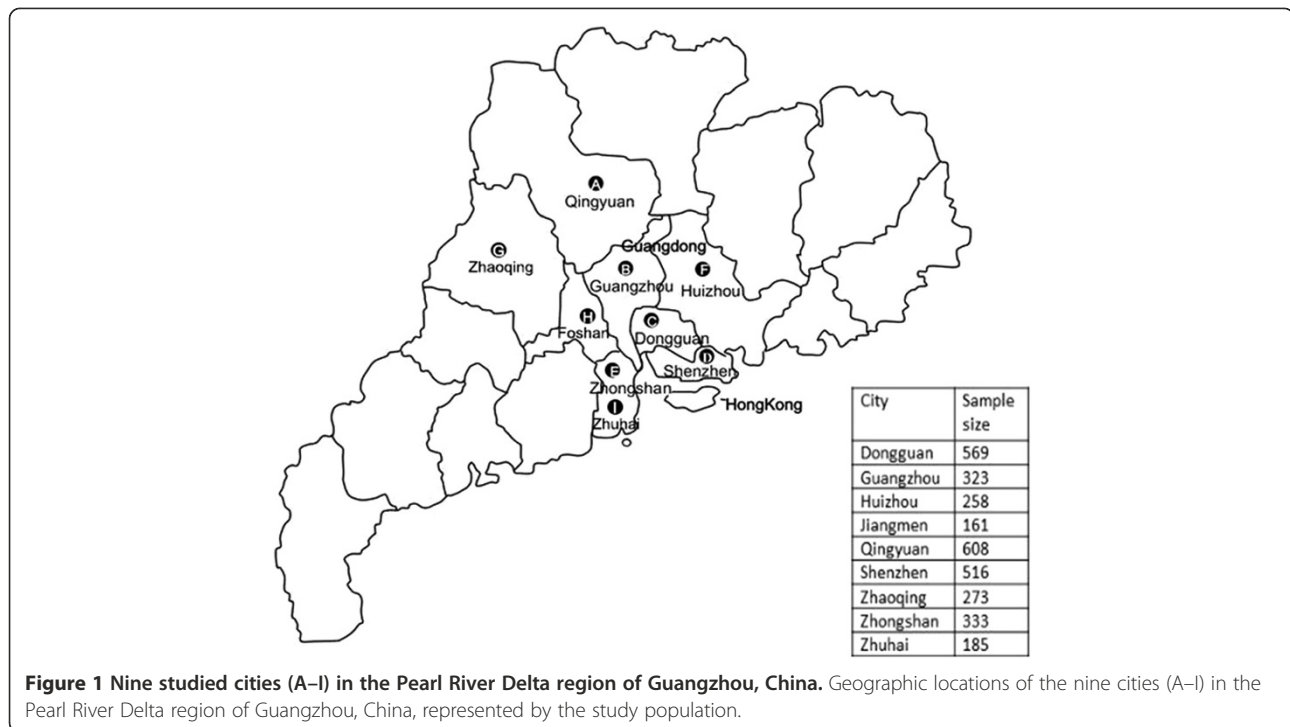 A
Qingyuan
G
Zhaoqing
Guangdong
B
Guangzhou
F
Huizhou
H
Foshan
C
Dongguan
D
Shenzhen
E
Zhongshan
HongKong
I
Zhuhai
City Sample size
Dongguan 569
Guangzhou 323
Huizhou 258
Jiangmen 161
Qingyuan 608
Shenzhen 516
Zhaoqing 273
Zhongshan 333
Zhuhai 185
Figure 1 Nine studied cities (A–I) in the Pearl River Delta region of Guangzhou, China. Geographic locations of the nine cities (A–I) in the
Pearl River Delta region of Guangzhou, China, represented by the study population.